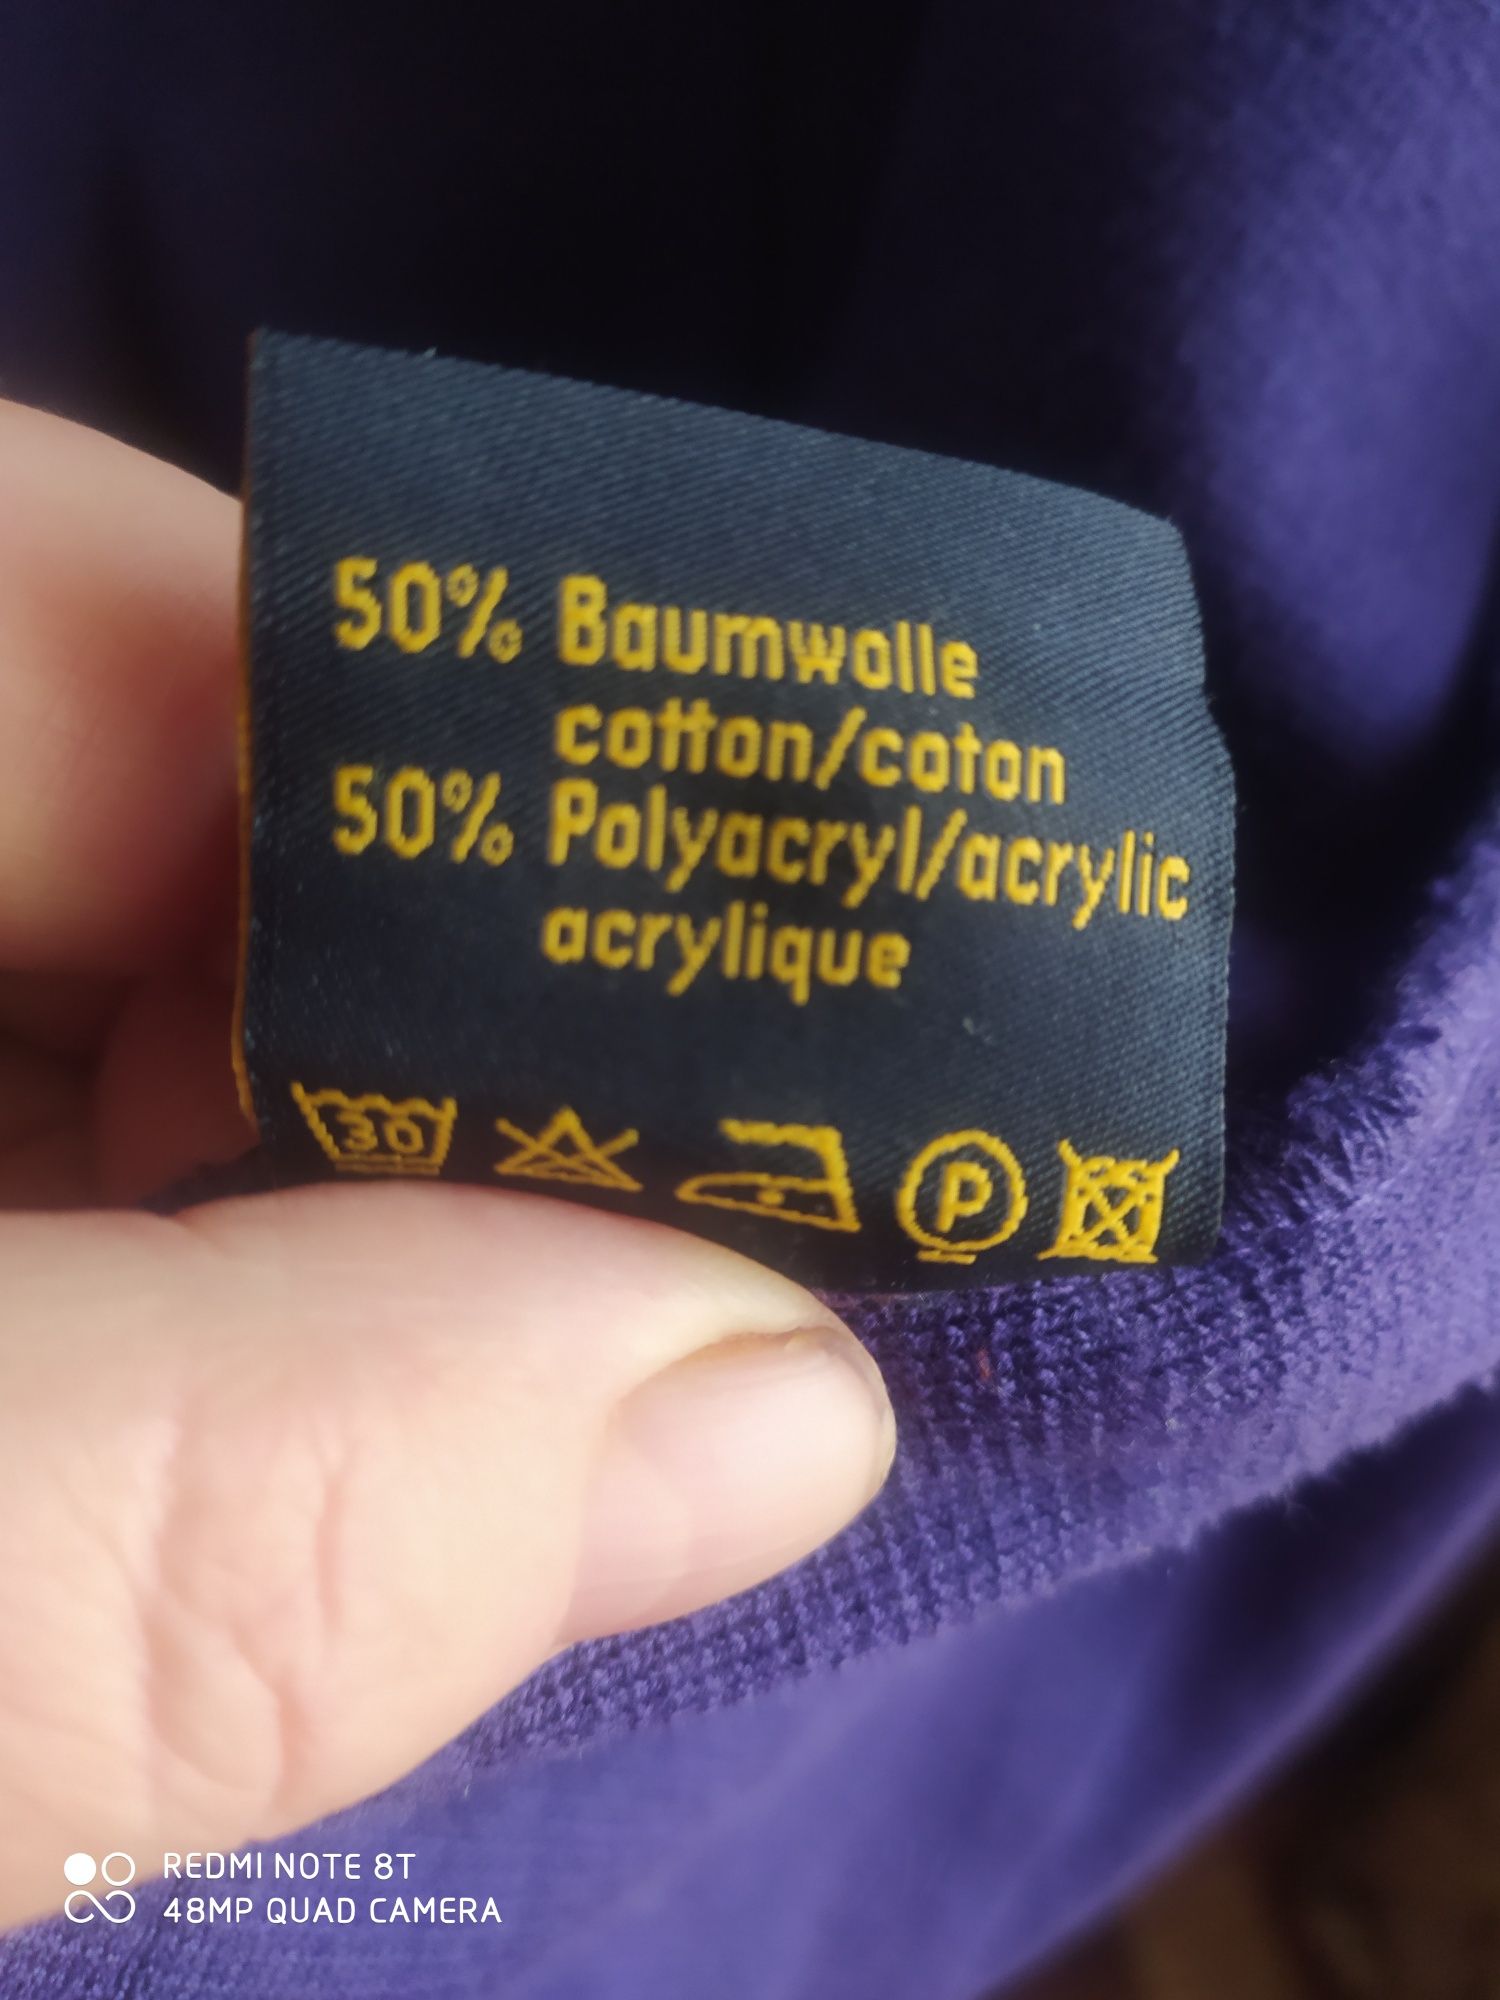 50% Baumwolle
cotton/coton
50% Polyacryl/acrylic
acrylique
30
P
REDMI NOTE 8T
48MP QUAD CAMERA